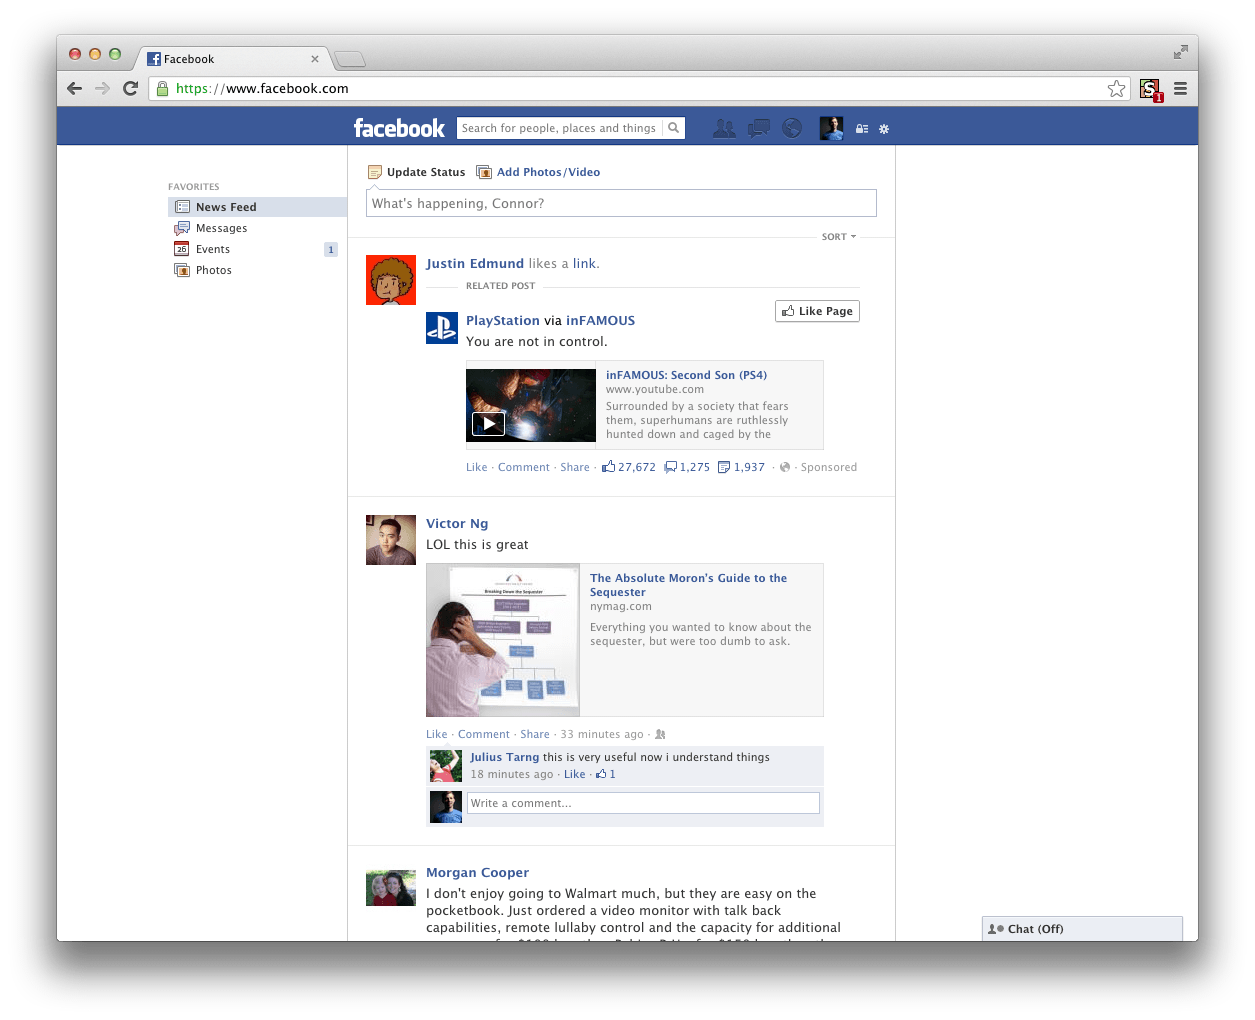 Facebook
https://www.facebook.com
1
facebook
Search for people, places and things
Update Status
Add Photos/Video
What's happening, Connor?
FAVORITES
News Feed
Messages
26
Events
1
Photos
SORT
Justin Edmund likes a link.
RELATED POST
Like Page
PlayStation via inFAMOUS
You are not in control.
inFAMOUS: Second Son (PS4)
www.youtube.com
Surrounded by a society that fears
them, superhumans are ruthlessly
hunted down and caged by the
Like · Comment · Share · 27,672 1,275 1,937 · · Sponsored
Victor Ng
LOL this is great
Breaking Down the Sequester
The Absolute Moron's Guide to the
Sequester
nymag.com
Everything you wanted to know about the
sequester, but were too dumb to ask.
Like · Comment · Share · 33 minutes ago ·
Julius Tarng this is very useful now i understand things
18 minutes ago · Like · 1
Write a comment...
Morgan Cooper
I don't enjoy going to Walmart much, but they are easy on the
pocketbook. Just ordered a video monitor with talk back
capabilities, remote lullaby control and the capacity for additional
Chat (Off)